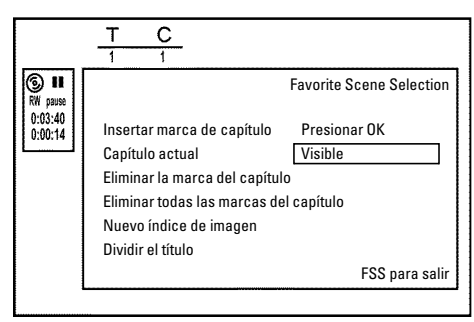 T C
1 1
RW pause
0:03:40
0:00:14
Favorite Scene Selection
Insertar marca de capítulo Presionar OK
Capítulo actual Visible
Eliminar la marca del capítulo
Eliminar todas las marcas del capítulo
Nuevo índice de imagen
Dividir el título
FSS para salir